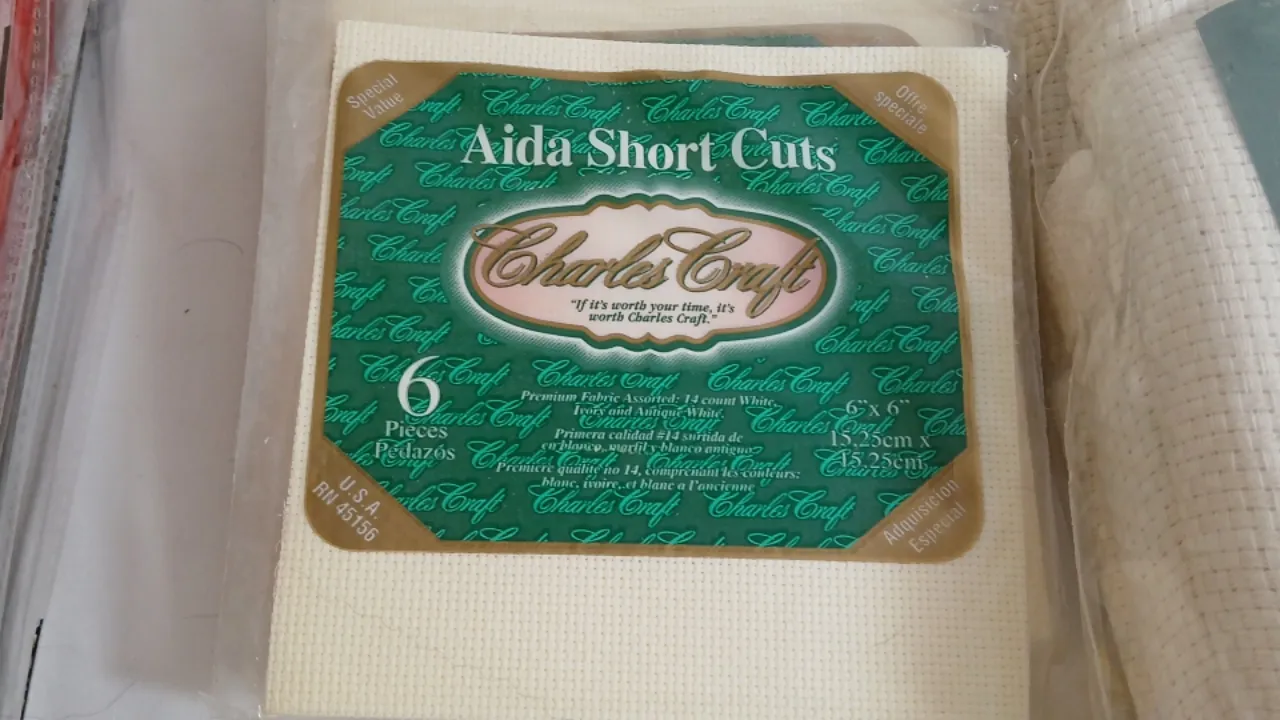 Special
Value
Offre
spéciale
Aida Short Cuts
Charles Craft
"If it's worth your time, it's
worth Charles Craft."
6
Pieces
Pedazos
Premium Fabric Assorted: 14 count White,
Ivory and Antique White.
Primera calidad #14 surtida de
en blanco, marfil y blanco antiguo.
Première qualité no 14, comprenant les couleurs:
blanc, ivoire, et blanc a l'ancienne
6" x 6"
15.25cm x
15.25cm
U.S.A.
RN 45156
Adquisicion
Especial